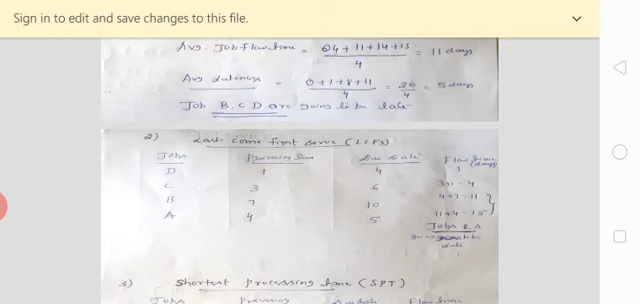 Sign in to edit and save changes to this file.
Avg. Job flow time = 04 + 11 + 14 + 15 / 4 = 11 days
Avg Lateness = 0 + 1 + 8 + 11 / 4 = 20 / 4 = 5 days
Job B, C D are going to be late
2) Last come first serve (LCFS)
Jobs Processing time Due Date Flow time (days)
D 1 4 1
C 3 6 3+1 = 4
B 7 10 4+7 = 11
A 4 5 11+4 = 15
Jobs B A
going to be
late
3) Shortest Processing time (SPT)
Jobs Processing Due date Flow time